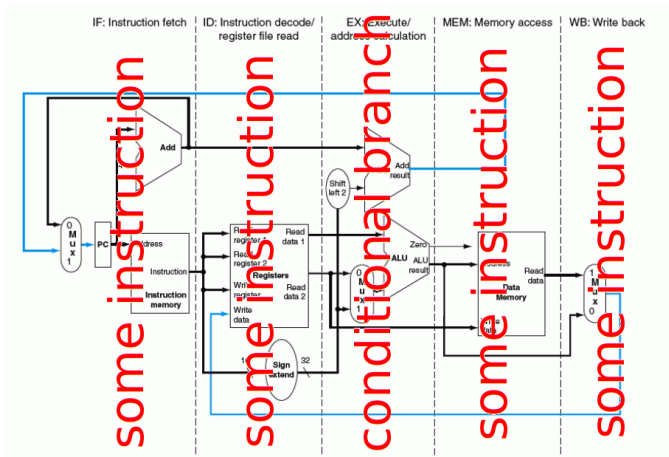 IF: Instruction fetch
ID: Instruction decode/
register file read
EX: Execute/
address calculation
MEM: Memory access
WB: Write back
some instruction
some instruction
conditional branch
some instruction
some instruction
Add
Add
result
Shift
left 2
0
M
u
x
1
PC
Address
Instruction
Instruction
memory
Read
register 1
Read
register 2
Registers
Write
register
Write
data
Read
data 1
Read
data 2
Sign
extend
32
0
M
u
x
1
Zero
ALU
ALU
result
Address
Read
data
Data
Memory
Write
data
1
M
u
x
0